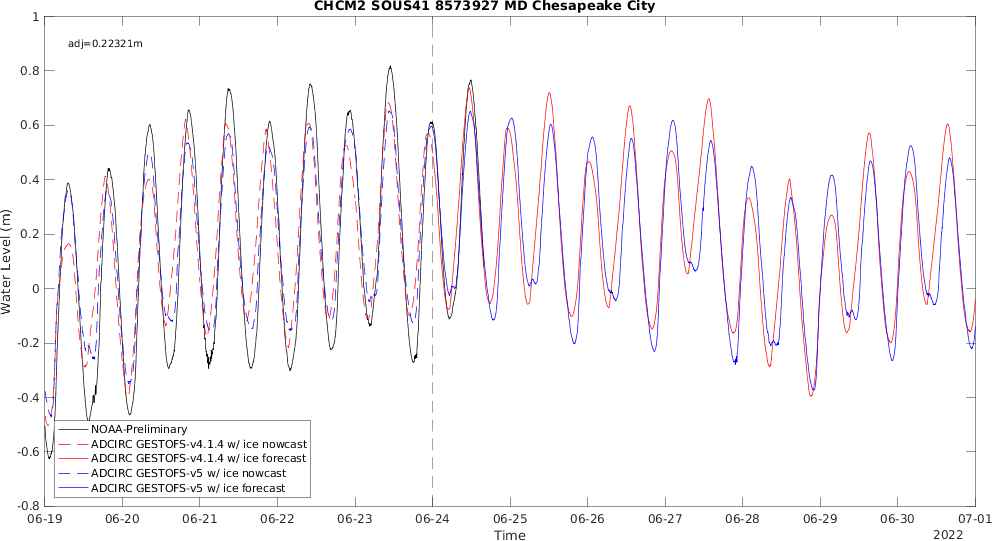 CHCM2 SOUS41 8573927 MD Chesapeake City
adj=0.22321m
1
0.8
0.6
0.4
0.2
0
-0.2
-0.4
-0.6
-0.8
Water Level (m)
NOAA-Preliminary
ADCIRC GESTOFS-v4.1.4 w/ ice nowcast
ADCIRC GESTOFS-v4.1.4 w/ ice forecast
ADCIRC GESTOFS-v5 w/ ice nowcast
ADCIRC GESTOFS-v5 w/ ice forecast
06-19 06-20 06-21 06-22 06-23 06-24 06-25 06-26 06-27 06-28 06-29 06-30 07-01
Time
2022